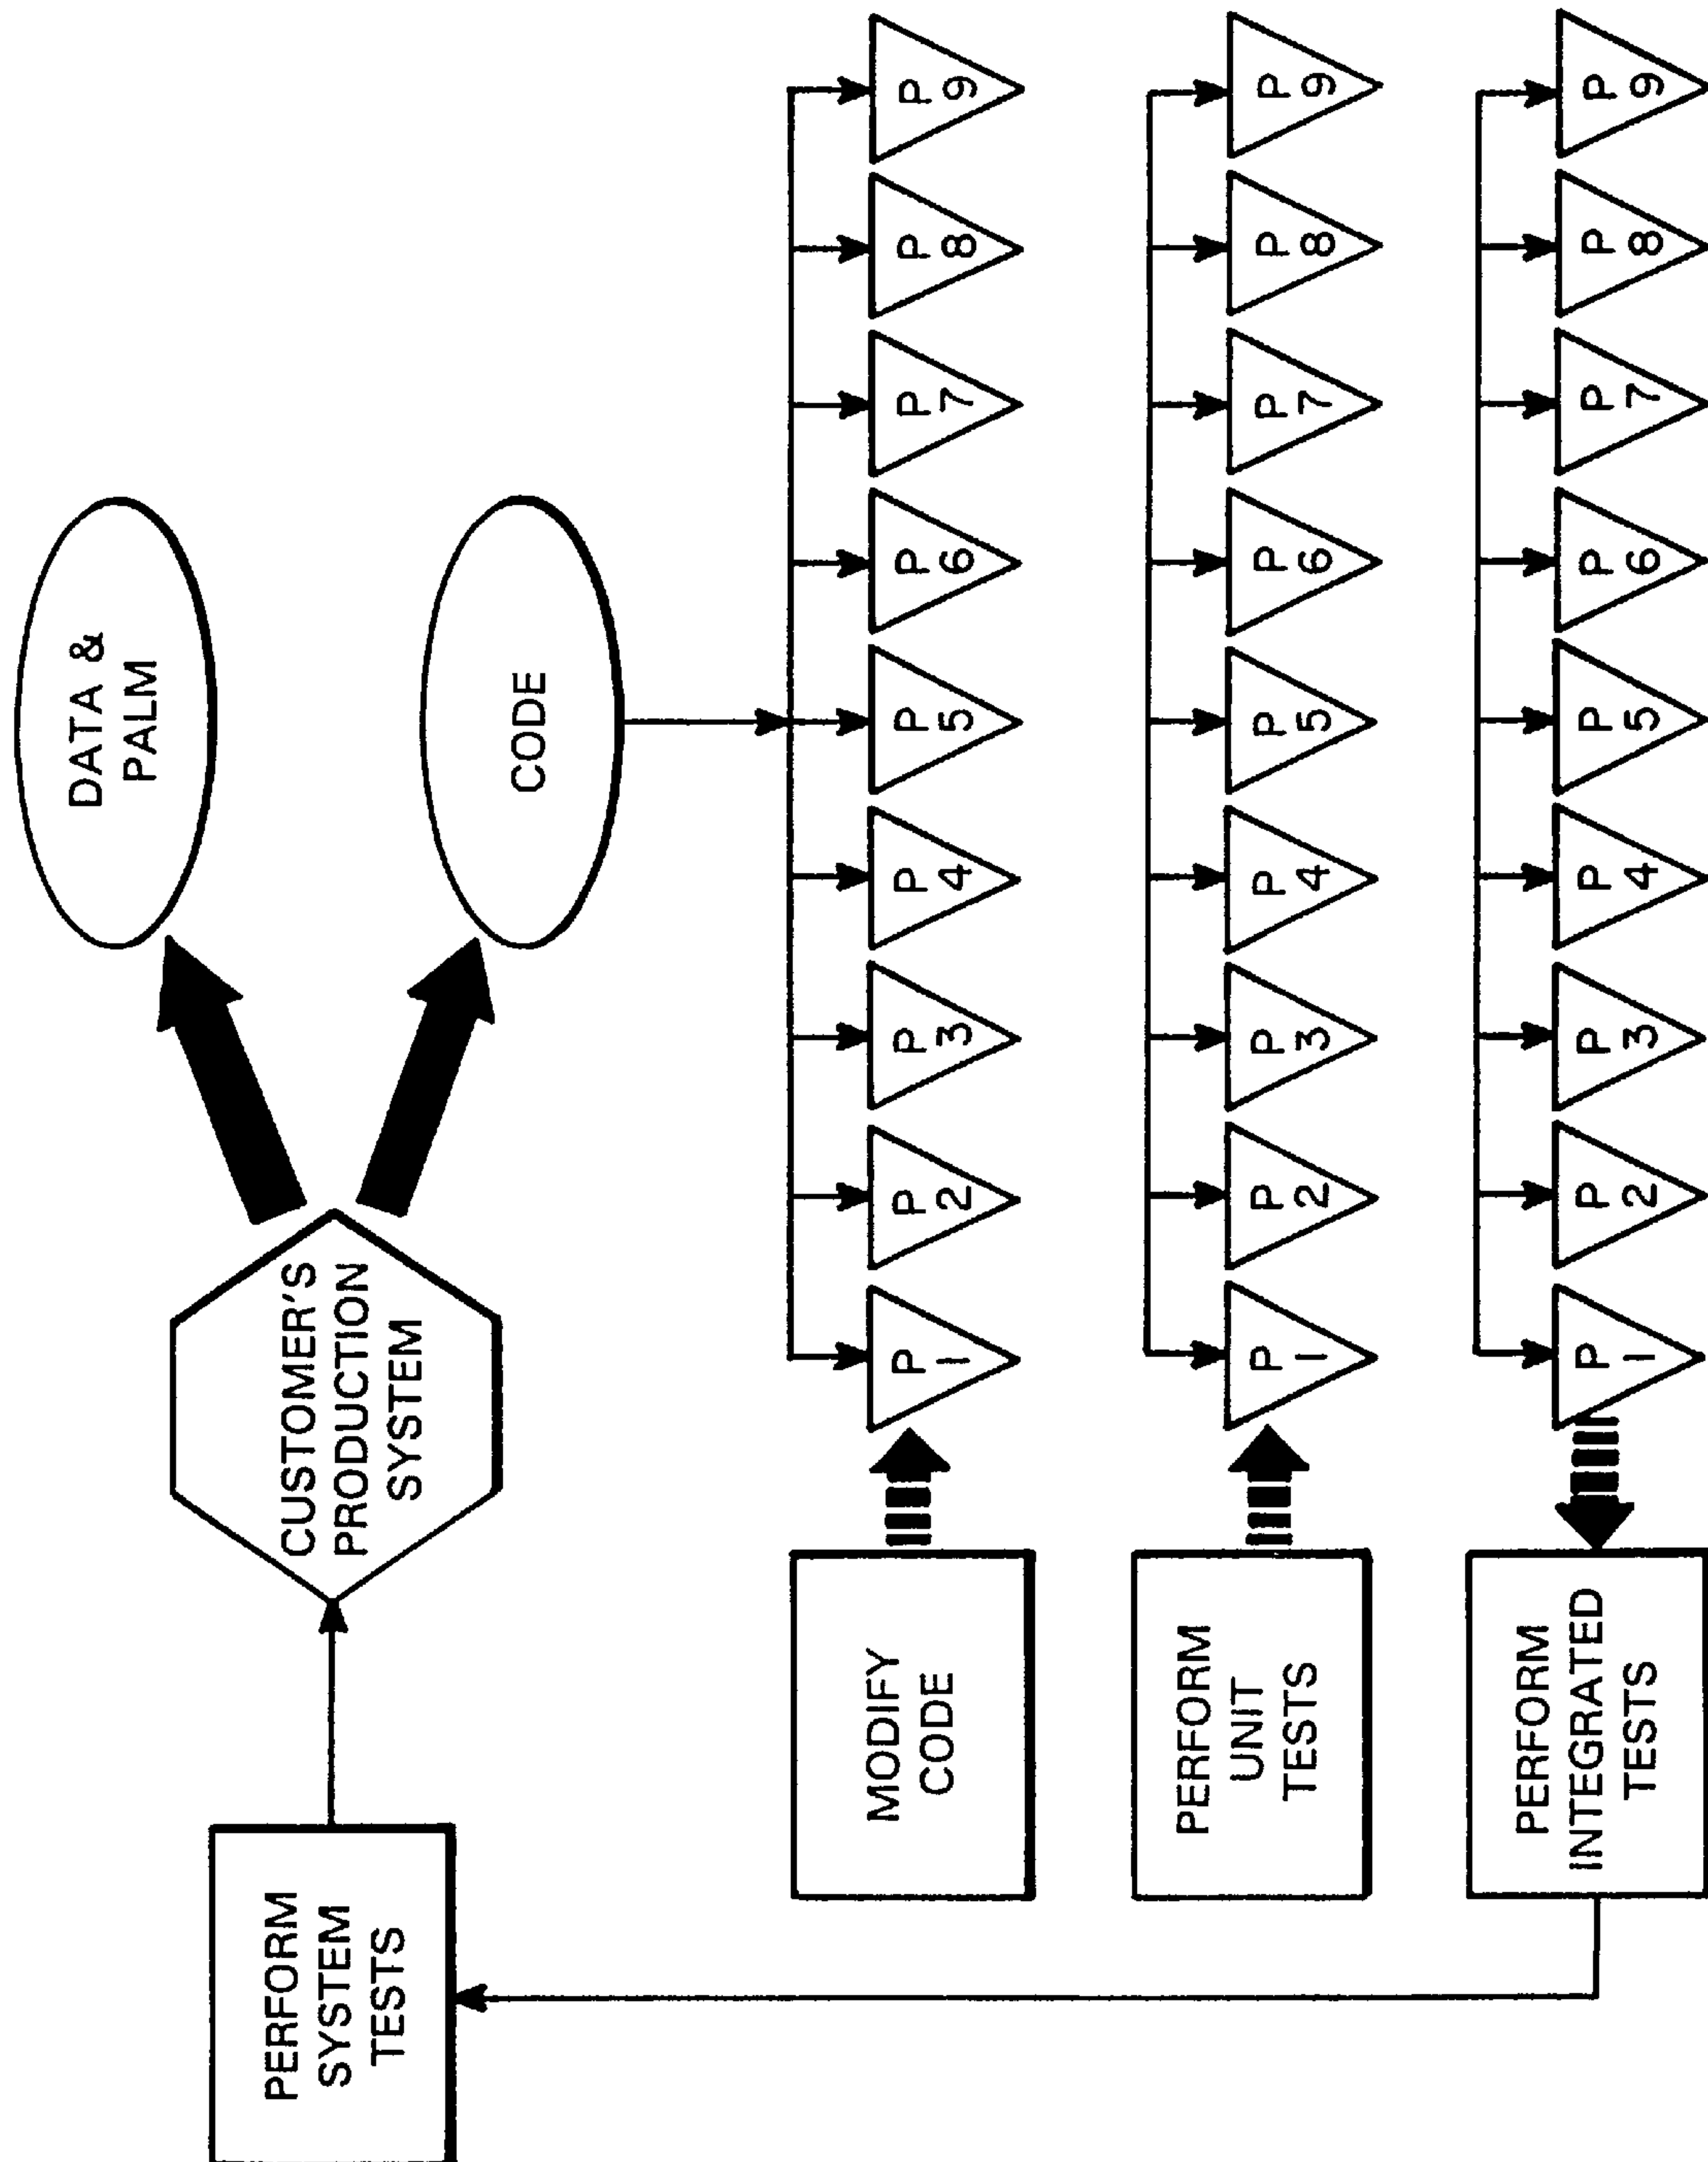 PERFORM
SYSTEM
TESTS
CUSTOMER'S
PRODUCTION
SYSTEM
DATA &
PALM
CODE
MODIFY
CODE
P
1
P
2
P
3
P
4
P
5
P
6
P
7
P
8
P
9
PERFORM
UNIT
TESTS
P
1
P
2
P
3
P
4
P
5
P
6
P
7
P
8
P
9
PERFORM
INTEGRATED
TESTS
P
1
P
2
P
3
P
4
P
5
P
6
P
7
P
8
P
9